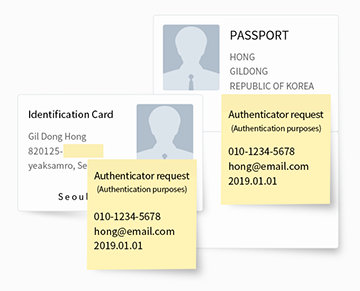 PASSPORT
HONG
GILDONG
REPUBLIC OF KOREA
Authenticator request
(Authentication purposes)
010-1234-5678
hong@email.com
2019.01.01
Identification Card
Gil Dong Hong
820125-
yeaksamro, Se
Seoul
Authenticator request
(Authentication purposes)
010-1234-5678
hong@email.com
2019.01.01